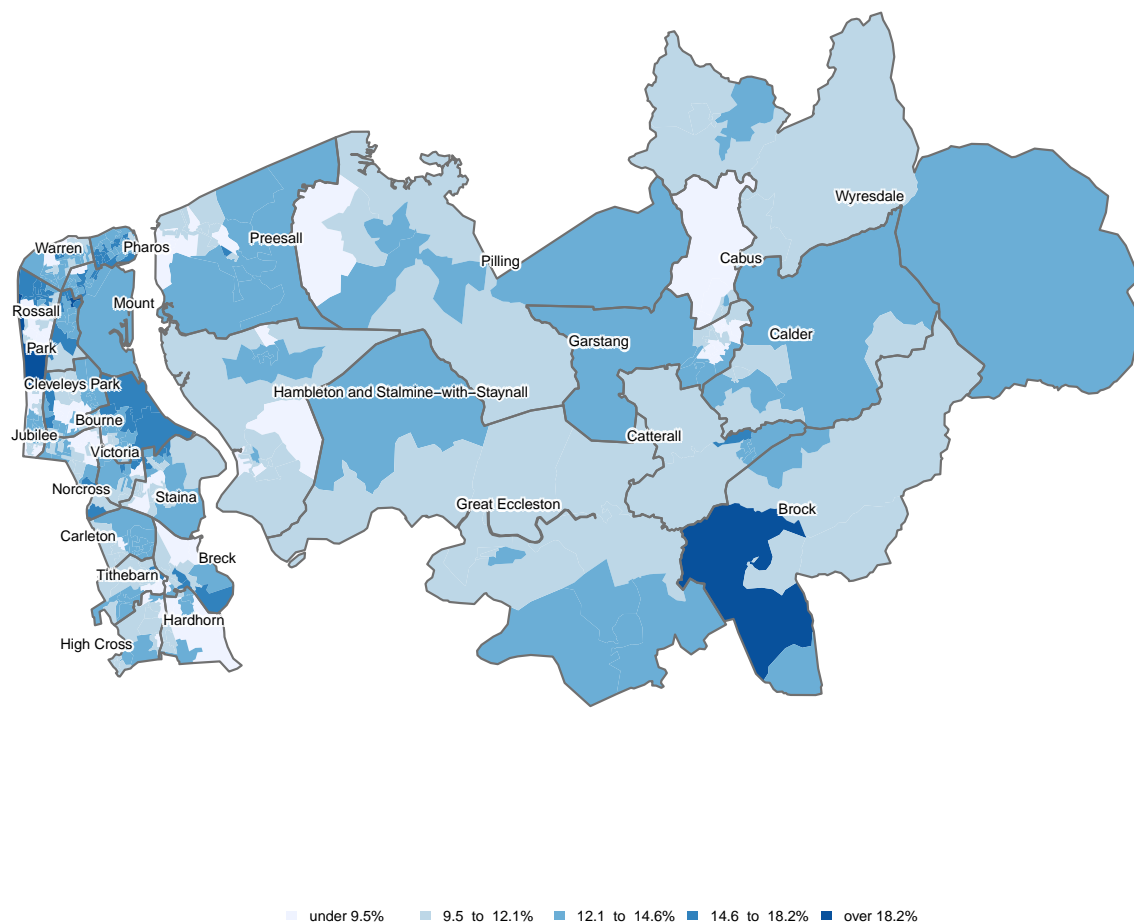 Wyresdale
Warren
Pharos
Preesall
Pilling
Cabus
Mount
Rossall
Calder
Garstang
Park
Cleveleys Park
Hambleton and Stalmine−with−Staynall
Bourne
Jubilee
Catterall
Victoria
Norcross
Staina
Great Eccleston
Brock
Carleton
Breck
Tithebarn
Hardhorn
High Cross
under 9.5% 9.5 to 12.1% 12.1 to 14.6% 14.6 to 18.2% over 18.2%